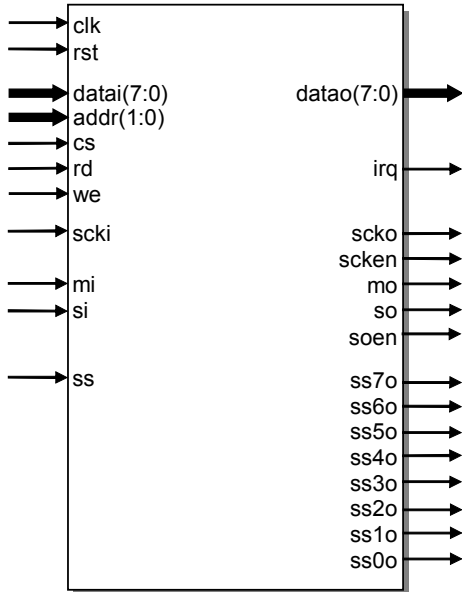 clk
rst
datai(7:0)
datao(7:0)
addr(1:0)
cs
rd
irq
we
scki
scko
scken
mi
mo
si
so
soen
ss
ss7o
ss6o
ss5o
ss4o
ss3o
ss2o
ss1o
ss0o